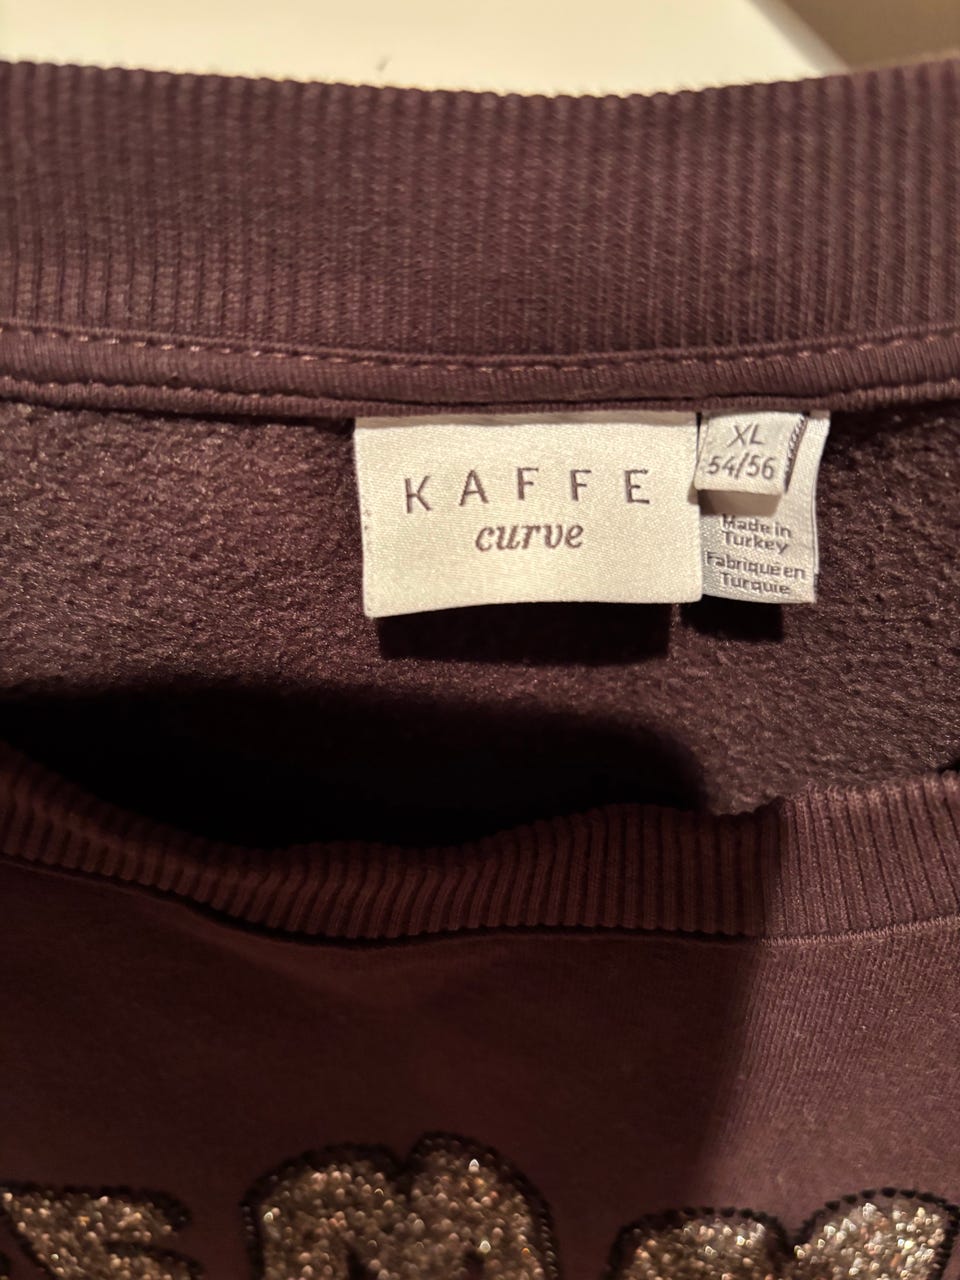 KAFFE
curve
XL
54/56
Made in
Turkey
Fabriqué en
Turquie